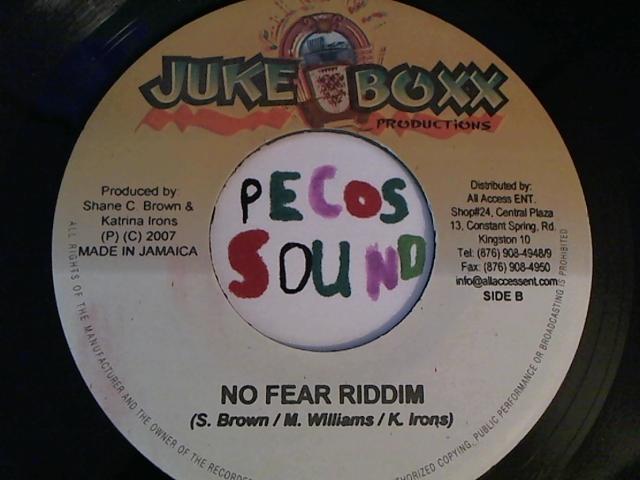 JUKE BOXX
PRODUCTIONS
Produced by:
Shane C. Brown &
Katrina Irons
(P) (C) 2007
MADE IN JAMAICA
PECOS
SOUND
Distributed by:
All Access ENT.
Shop#24, Central Plaza
13, Constant Spring, Rd.
Kingston 10
Tel: (876) 908-4948/9
Fax: (876) 908-4950
info@allaccessent.com
SIDE B
NO FEAR RIDDIM
(S. Brown / M. Williams / K. Irons)
ALL RIGHTS OF THE MANUFACTURER AND THE OWNER OF THE RECORDED
COPYING, PUBLIC PERFORMANCE OR BROADCASTING IS PROHIBITED